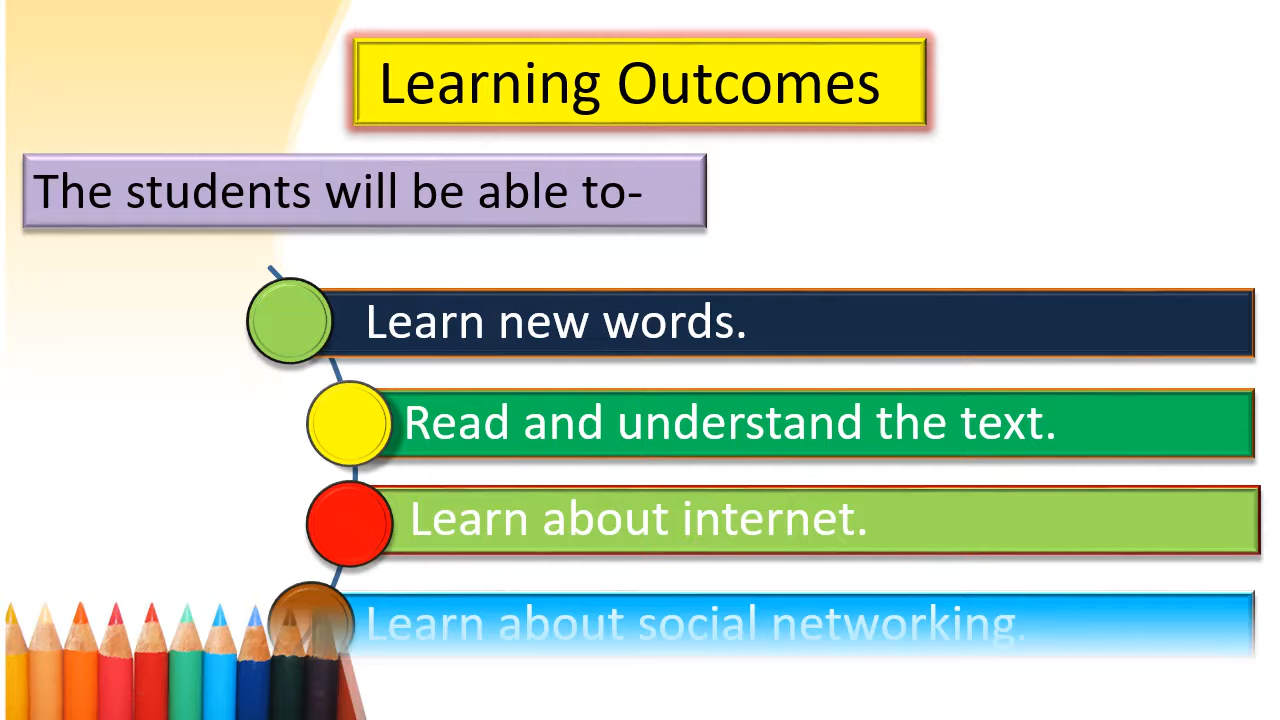 Learning Outcomes
The students will be able to-
Learn new words.
Read and understand the text.
Learn about internet.
Learn about social networking.